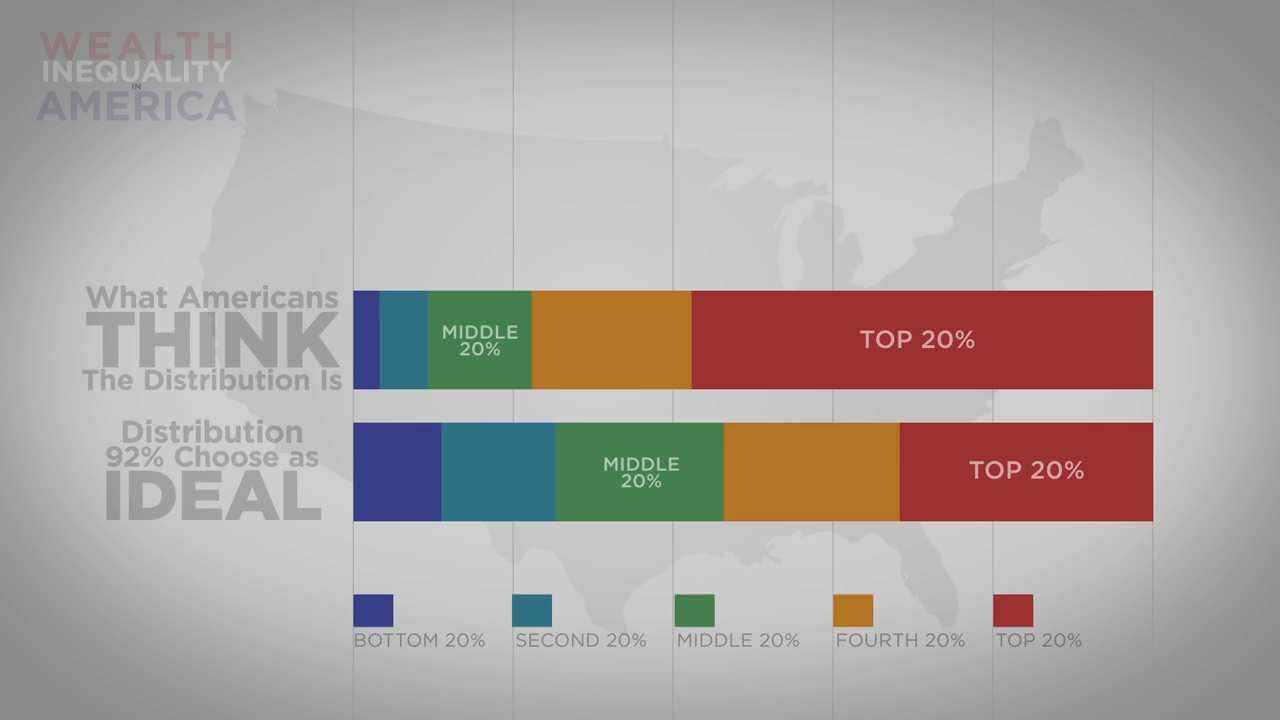 WEALTH
INEQUALITY
IN
AMERICA
What Americans
THINK
The Distribution Is
MIDDLE
20%
TOP 20%
Distribution
92% Choose as
IDEAL
MIDDLE
20%
TOP 20%
BOTTOM 20%
SECOND 20%
MIDDLE 20%
FOURTH 20%
TOP 20%